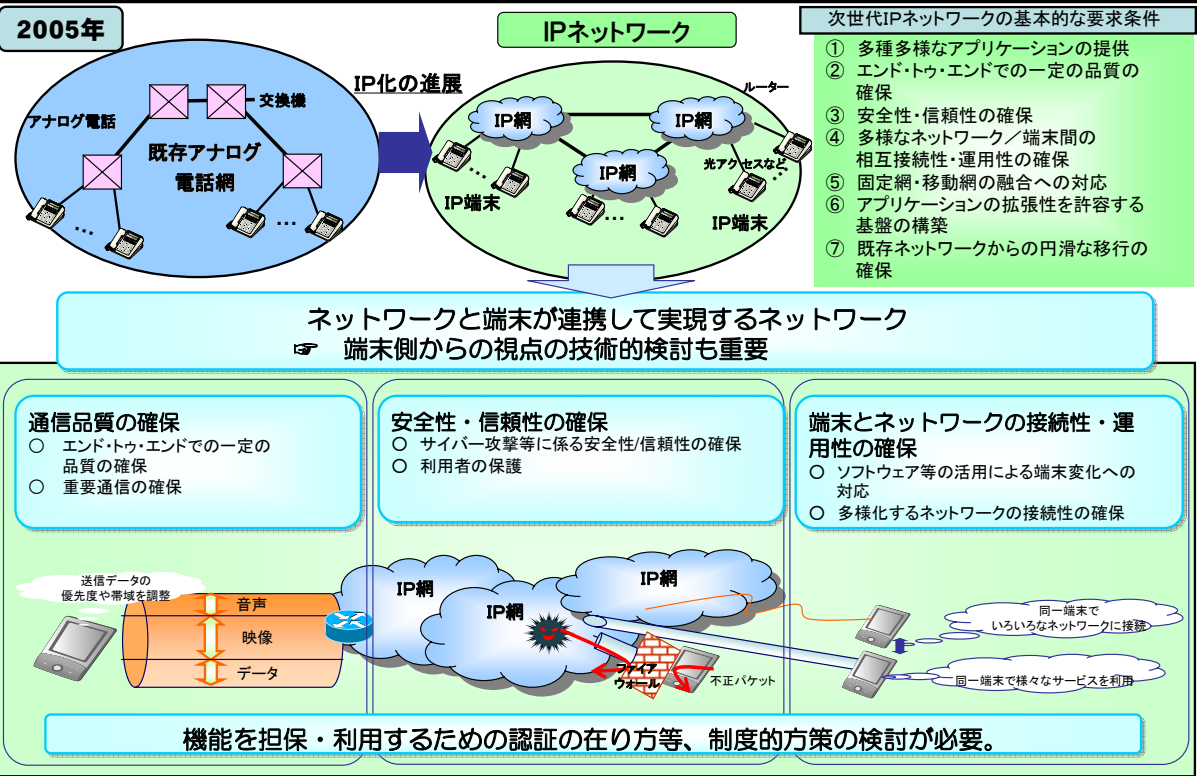 2005年
IPネットワーク
次世代IPネットワークの基本的な要求条件
① 多種多様なアプリケーションの提供
② エンド・トゥ・エンドでの一定の品質の
確保
③ 安全性・信頼性の確保
④ 多様なネットワーク／端末間の
相互接続性・運用性の確保
⑤ 固定網・移動網の融合への対応
⑥ アプリケーションの拡張性を許容する
基盤の構築
⑦ 既存ネットワークからの円滑な移行の
確保
アナログ電話
交換機
既存アナログ
電話網
...
...
IP化の進展
ルーター
IP網
IP網
IP網
光アクセスなど
IP端末
IP端末
...
...
...
ネットワークと端末が連携して実現するネットワーク
☞ 端末側からの視点の技術的検討も重要
通信品質の確保
○ エンド・トゥ・エンドでの一定の
品質の確保
○ 重要通信の確保
安全性・信頼性の確保
○ サイバー攻撃等に係る安全性/信頼性の確保
○ 利用者の保護
端末とネットワークの接続性・運
用性の確保
○ ソフトウェア等の活用による端末変化への
対応
○ 多様化するネットワークの接続性の確保
送信データの
優先度や帯域を調整
音声
映像
データ
IP網
IP網
IP網
ファイア
ウォール
不正パケット
同一端末で
いろいろなネットワークに接続
同一端末で様々なサービスを利用
機能を担保・利用するための認証の在り方等、制度的方策の検討が必要。